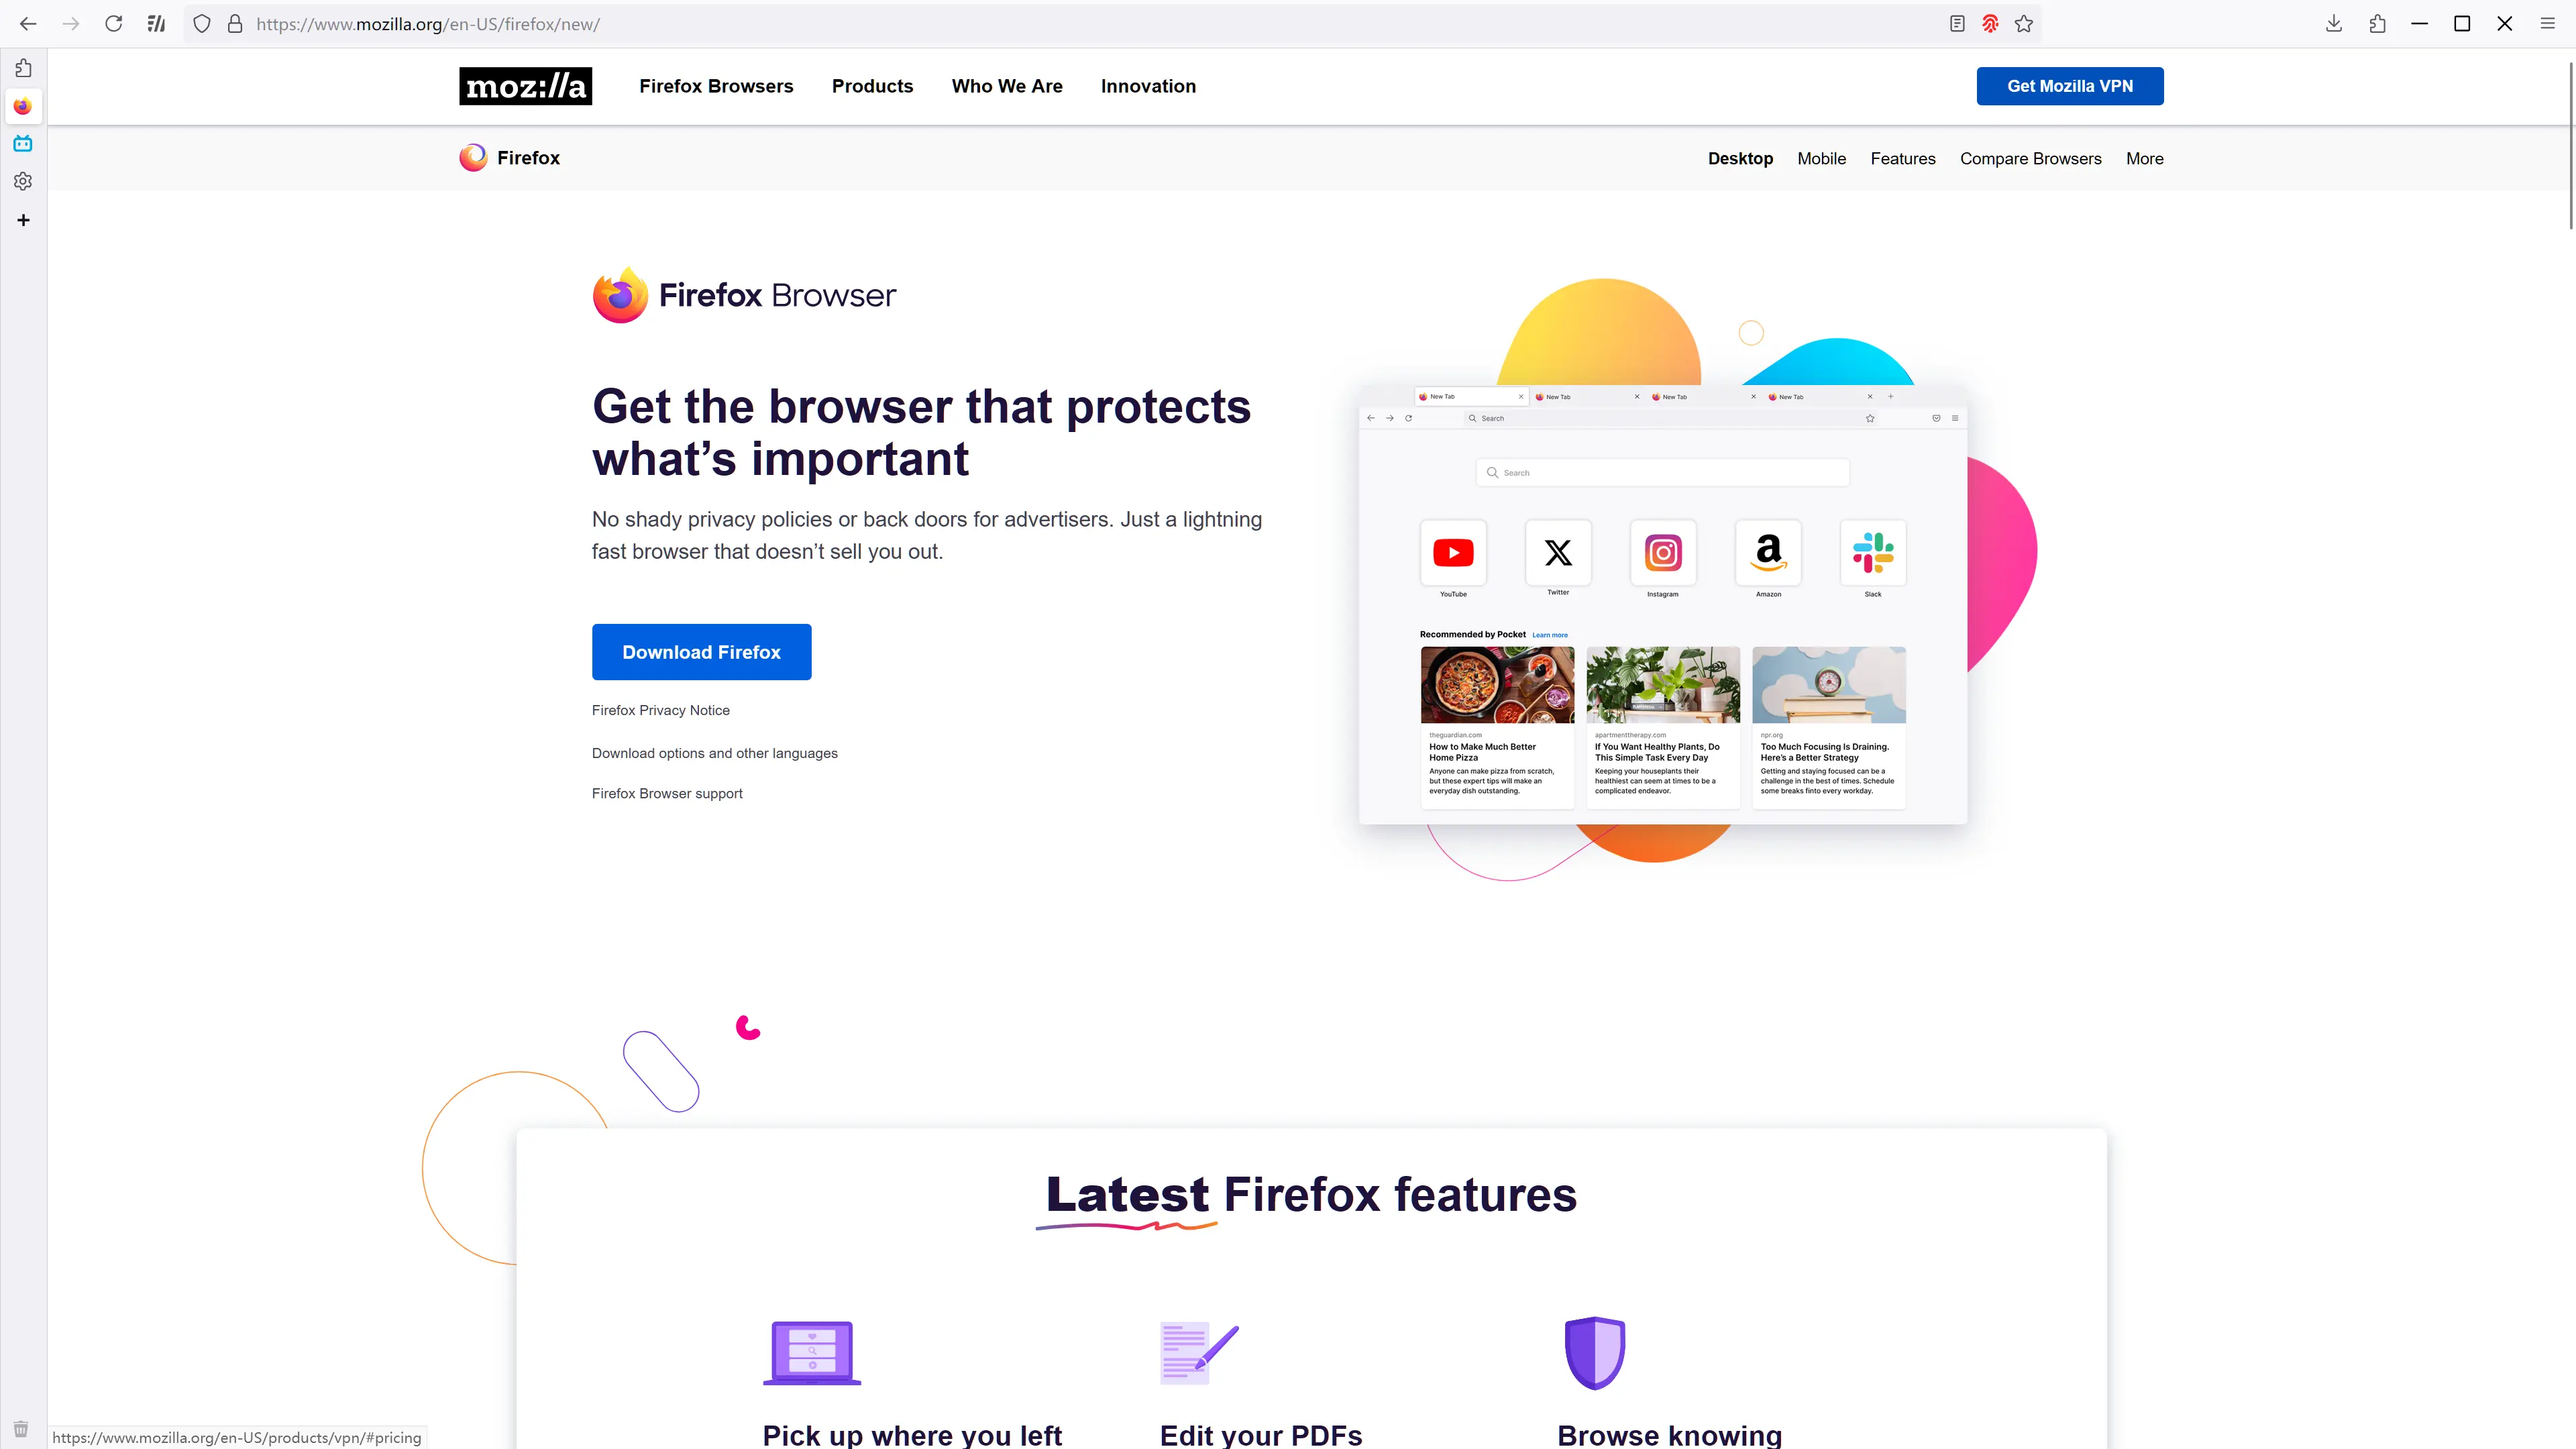 https://www.mozilla.org/en-US/firefox/new/
moz://a
Firefox Browsers
Products
Who We Are
Innovation
Get Mozilla VPN
Firefox
Desktop
Mobile
Features
Compare Browsers
More
Firefox Browser
Get the browser that protects
what's important
No shady privacy policies or back doors for advertisers. Just a lightning
fast browser that doesn't sell you out.
Download Firefox
Firefox Privacy Notice
Download options and other languages
Firefox Browser support
New Tab
New Tab
New Tab
New Tab
Search
Search
YouTube
Twitter
Instagram
Amazon
Slack
Recommended by Pocket Learn more
theguardian.com
How to Make Much Better
Home Pizza
Anyone can make pizza from scratch,
but these expert tips will make an
everyday dish outstanding.
apartmenttherapy.com
If You Want Healthy Plants, Do
This Simple Task Every Day
Keeping your houseplants their
healthiest can seem at times to be a
complicated endeavor.
npr.org
Too Much Focusing Is Draining.
Here's a Better Strategy
Getting and staying focused can be a
challenge in the best of times. Schedule
some breaks finto every workday.
Latest Firefox features
Pick up where you left
Edit your PDFs
Browse knowing
https://www.mozilla.org/en-US/products/vpn/#pricing